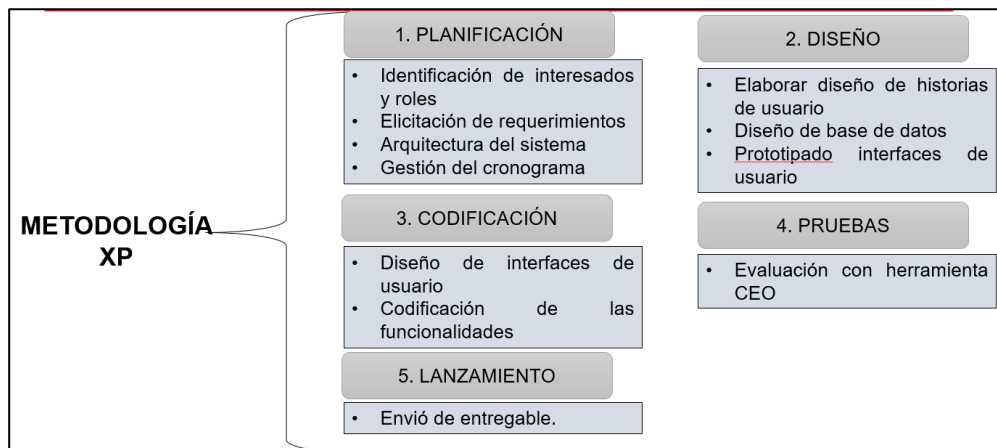 METODOLOGÍA
XP
1. PLANIFICACIÓN
• Identificación de interesados
y roles
• Elicitación de requerimientos
• Arquitectura del sistema
• Gestión del cronograma
2. DISEÑO
• Elaborar diseño de historias
de usuario
• Diseño de base de datos
• Prototipado interfaces de
usuario
3. CODIFICACIÓN
• Diseño de interfaces de
usuario
• Codificación de las
funcionalidades
4. PRUEBAS
• Evaluación con herramienta
CEO
5. LANZAMIENTO
• Envió de entregable.